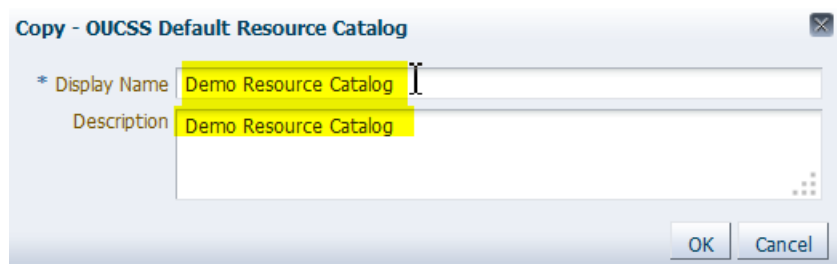 Copy - OUCSS Default Resource Catalog
* Display Name Demo Resource Catalog
Description Demo Resource Catalog
OK Cancel